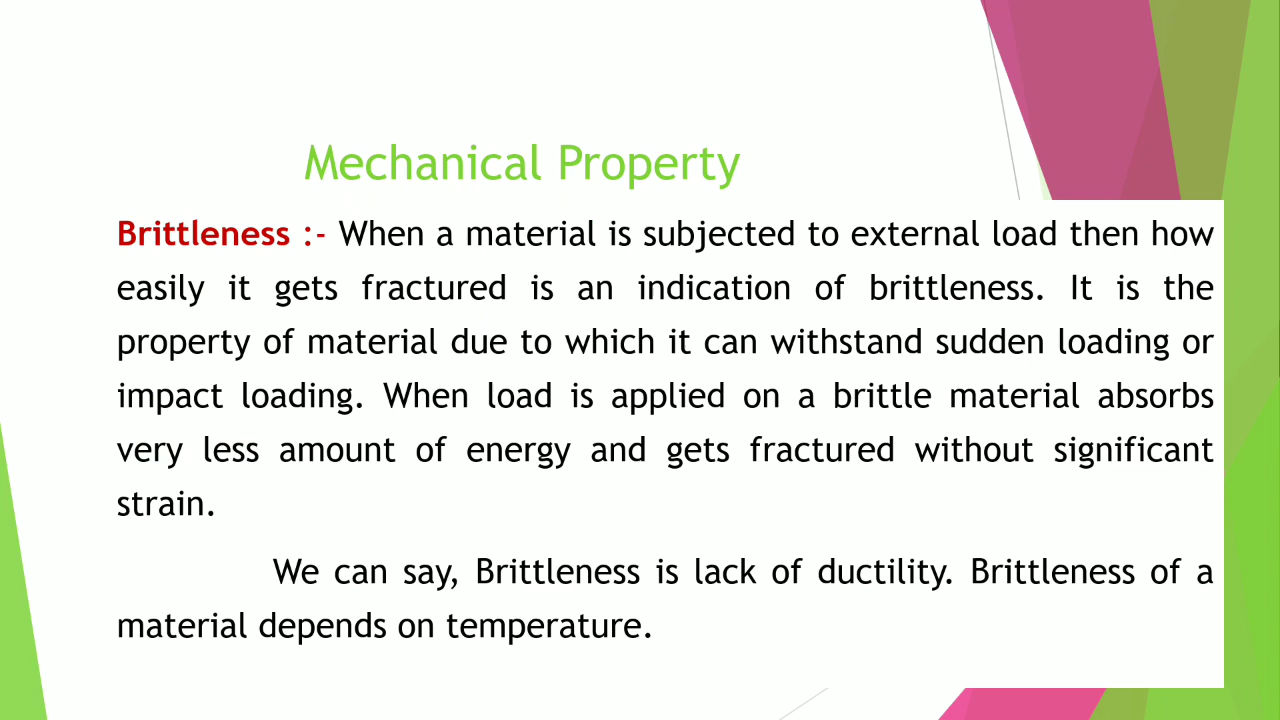 Mechanical Property
Brittleness :- When a material is subjected to external load then how
easily it gets fractured is an indication of brittleness. It is the
property of material due to which it can withstand sudden loading or
impact loading. When load is applied on a brittle material absorbs
very less amount of energy and gets fractured without significant
strain.
We can say, Brittleness is lack of ductility. Brittleness of a
material depends on temperature.